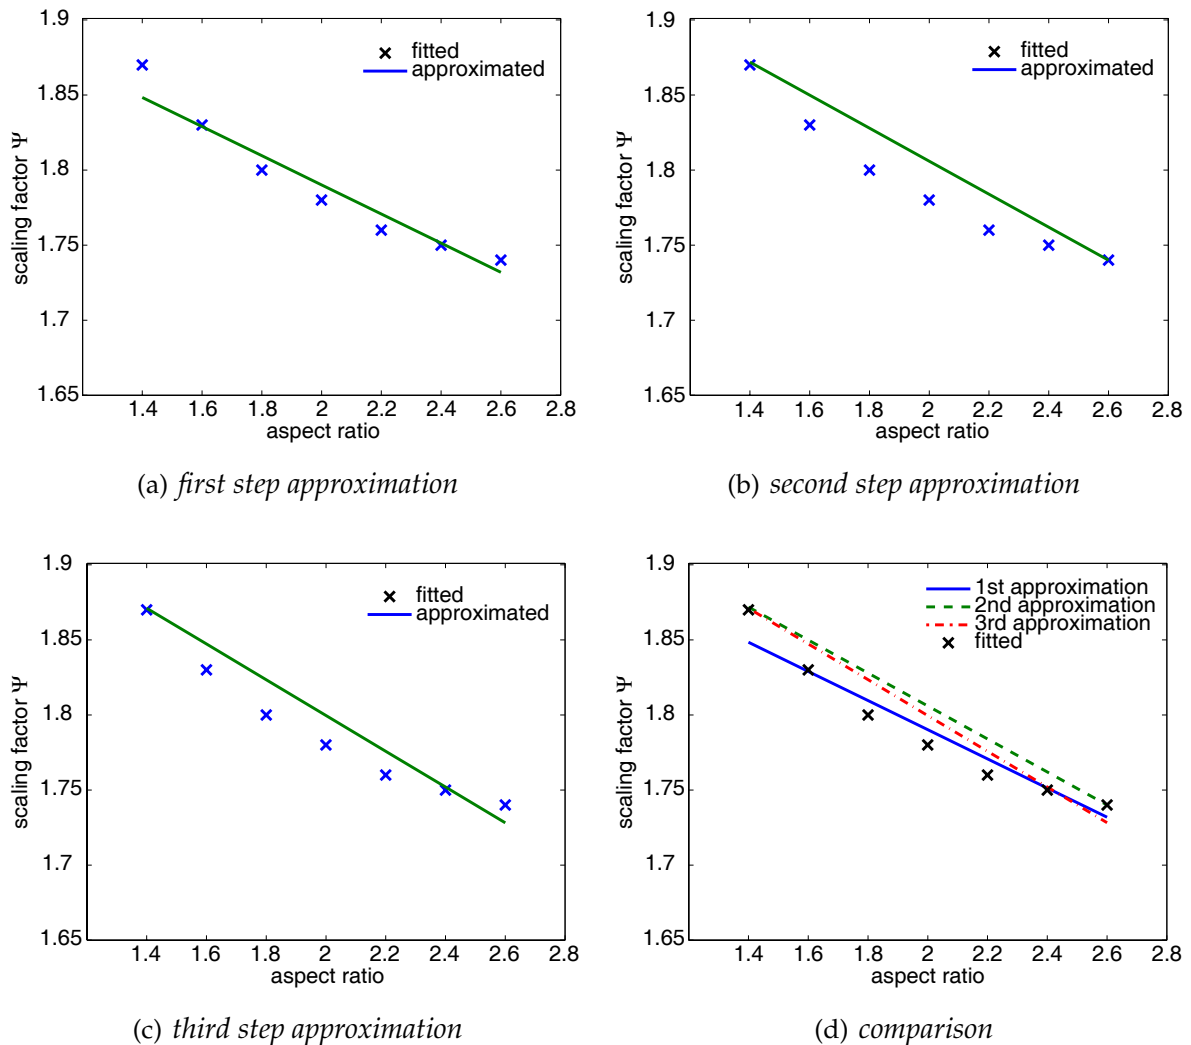 1.9
1.85
1.8
1.75
1.7
1.65
scaling factor Ψ
fitted
approximated
1.4 1.6 1.8 2 2.2 2.4 2.6 2.8
aspect ratio
(a) first step approximation
1.9
1.85
1.8
1.75
1.7
1.65
scaling factor Ψ
fitted
approximated
1.4 1.6 1.8 2 2.2 2.4 2.6 2.8
aspect ratio
(b) second step approximation
1.9
1.85
1.8
1.75
1.7
1.65
scaling factor Ψ
fitted
approximated
1.4 1.6 1.8 2 2.2 2.4 2.6 2.8
aspect ratio
(c) third step approximation
1.9
1.85
1.8
1.75
1.7
1.65
scaling factor Ψ
1st approximation
2nd approximation
3rd approximation
fitted
1.4 1.6 1.8 2 2.2 2.4 2.6 2.8
aspect ratio
(d) comparison